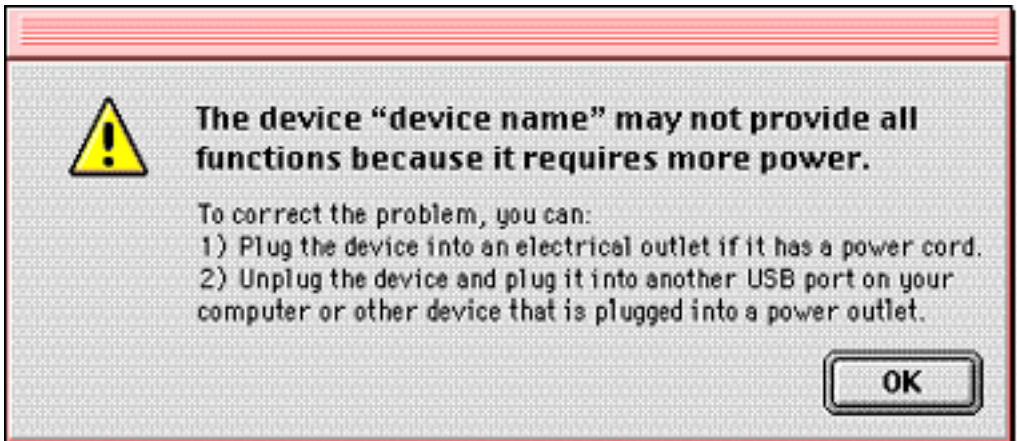 The device “device name” may not provide all
functions because it requires more power.
To correct the problem, you can:
1) Plug the device into an electrical outlet if it has a power cord.
2) Unplug the device and plug it into another USB port on your
computer or other device that is plugged into a power outlet.
OK